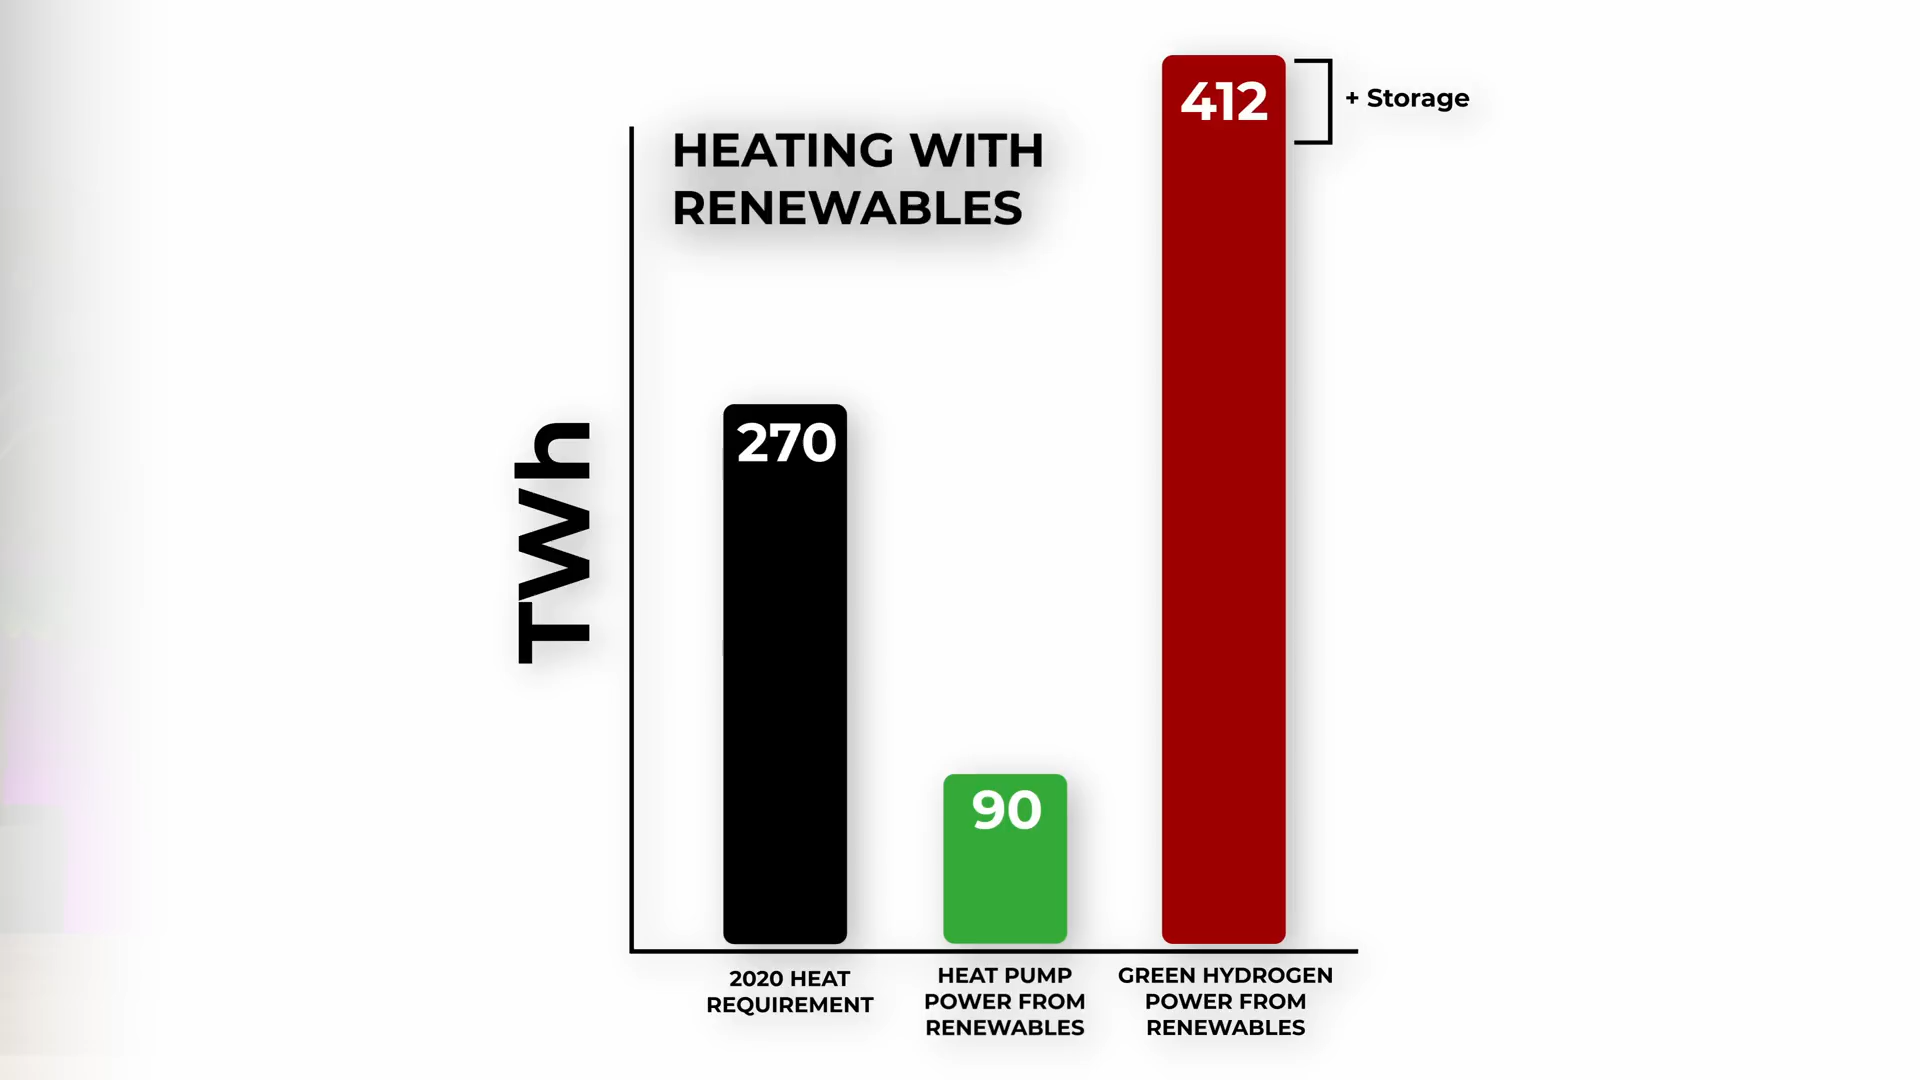 412
+ Storage
HEATING WITH
RENEWABLES
270
TWh
90
2020 HEAT
REQUIREMENT
HEAT PUMP
POWER FROM
RENEWABLES
GREEN HYDROGEN
POWER FROM
RENEWABLES